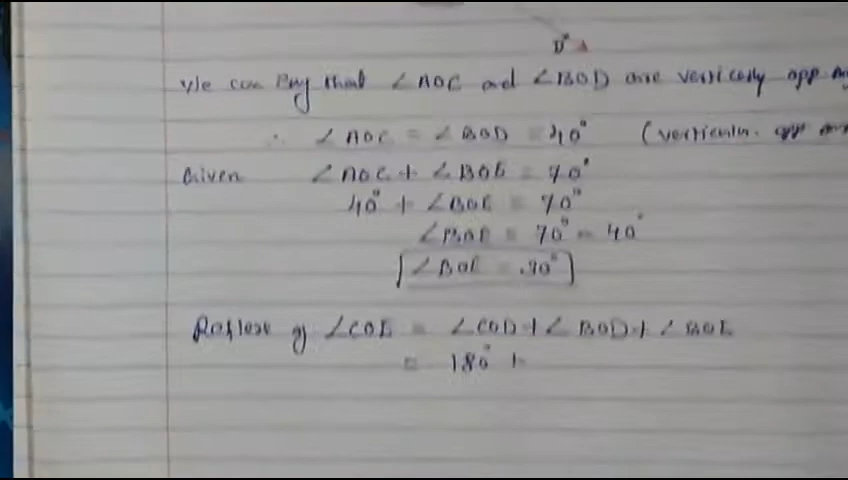 D
We can say that ∠AOC and ∠BOD are vertically opp
∴ ∠AOC = ∠BOD = 40° (vertical opp
Given ∠AOC + ∠BOE = 70°
40° + ∠BOE = 70°
∠BOE = 70° - 40°
∠BOE = 30°
Reflex of ∠COE = ∠COD + ∠BOD + ∠BOE
= 180° +